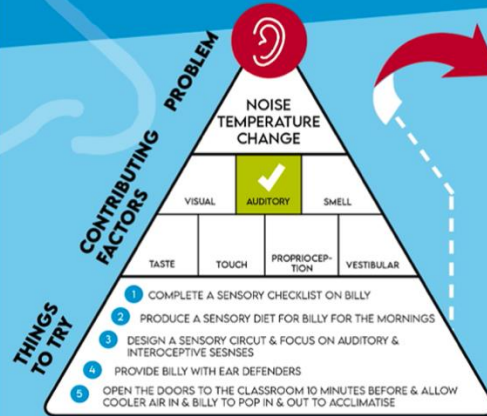 PROBLEM
NOISE
TEMPERATURE
CHANGE
CONTRIBUTING
FACTORS
VISUAL
AUDITORY
SMELL
TASTE
TOUCH
PROPRIOCEP-
TION
VESTIBULAR
THINGS
TO TRY
1 COMPLETE A SENSORY CHECKLIST ON BILLY
2 PRODUCE A SENSORY DIET FOR BILLY FOR THE MORNINGS
3 DESIGN A SENSORY CIRCUT & FOCUS ON AUDITORY &
INTEROCEPTIVE SESNSES
4 PROVIDE BILLY WITH EAR DEFENDERS
5 OPEN THE DOORS TO THE CLASSROOM 10 MINUTES BEFORE & ALLOW
COOLER AIR IN & BILLY TO POP IN & OUT TO ACCLIMATISE